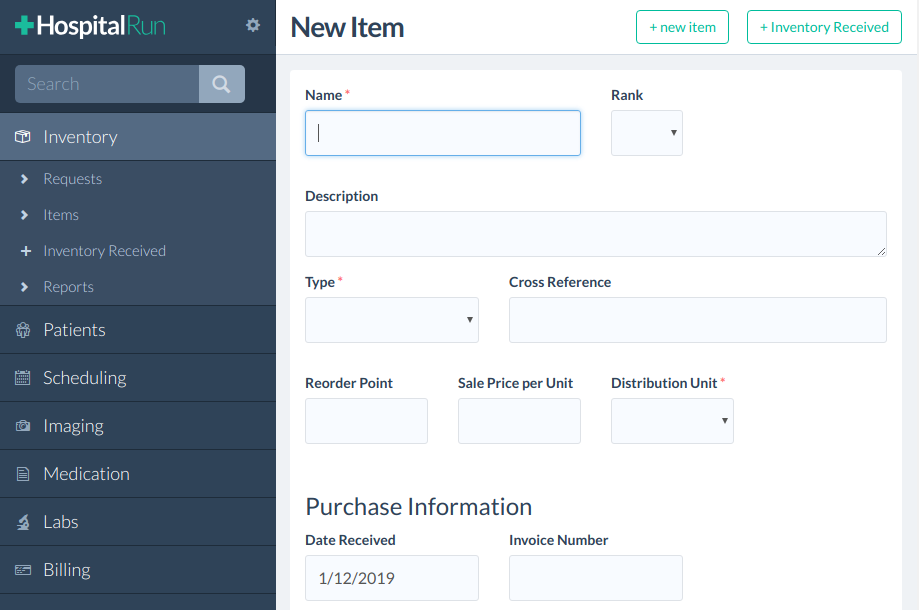 HospitalRun
New Item
+ new item
+ Inventory Received
Search
Inventory
Requests
Items
Inventory Received
Reports
Patients
Scheduling
Imaging
Medication
Labs
Billing
Name *
Rank
Description
Type *
Cross Reference
Reorder Point
Sale Price per Unit
Distribution Unit *
Purchase Information
Date Received
Invoice Number
1/12/2019